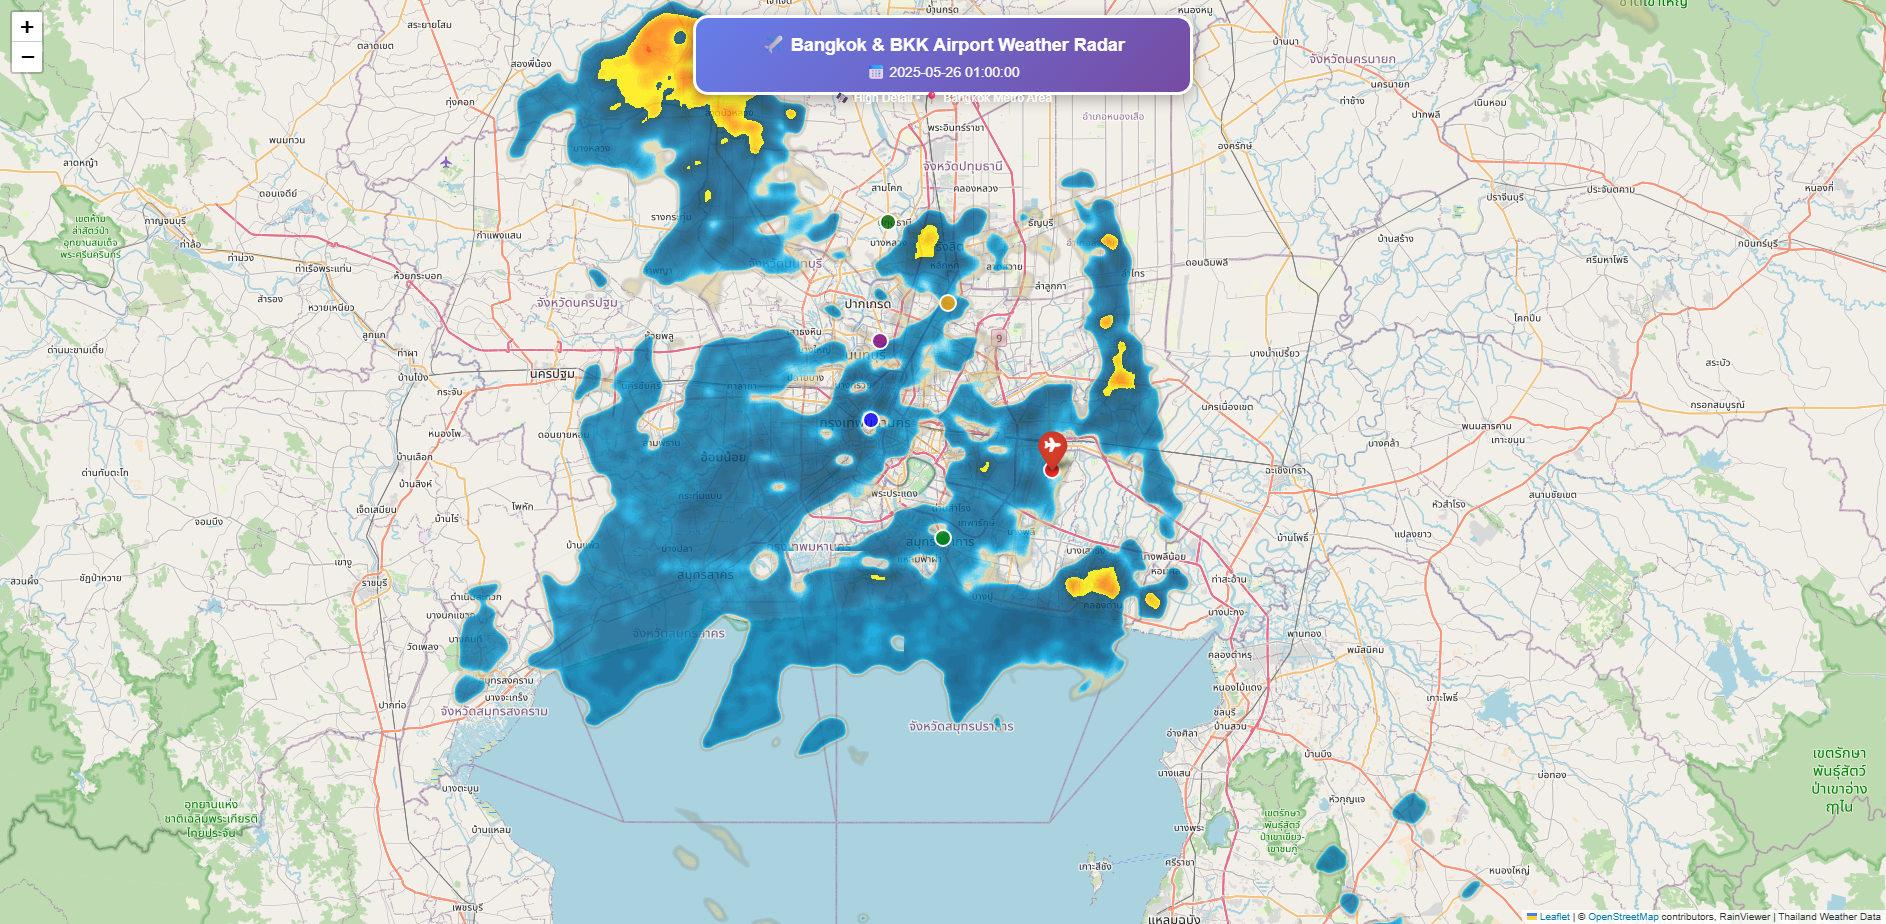 +
−
Bangkok & BKK Airport Weather Radar
2025-05-26 01:00:00
High Detail • Bangkok Metro Area
สระยายโสม
ตลาดเขต
สองพี่น้อง
ทุ่งคอก
พนมทวน
บางหลวง
ลาดบัวหลวง
บ้านกรด
หนองหมู
บ้านนา
จังหวัดนครนายก
นครนายก
ท่าช้าง
เนินหอม
ปากพลี
ชาติเขาใหญ่
อำเภอหนองเสือ
พระอินทร์ราชา
องครักษ์
จังหวัดปทุมธานี
สามโคก
คลองหลวง
ปราจีนบุรี
ประจันตคาม
หนองกี่
ลาดหญ้า
ดอนเจดีย์
กาญจนบุรี
ท่าล้อ
เขตห้าม
ล่าสัตว์ป่า
อุทยานสมเด็จ
พระศรีนครินทร์
ท่าม่วง
กำแพงแสน
ท่าเรือพระแท่น
ห้วยกระบอก
ลำพญา
จังหวัดนนทบุรี
ธัญบุรี
ลำลูกกา
บ้านสร้าง
ดอนฉิมพลี
ศรีมหาโพธิ
กบินทร์บุรี
สำรอง
หวายเหนียว
ลูกแก
จังหวัดนครปฐม
ปากเกร็ด
โคกปีบ
สระบัว
ด่านมะขามเตี้ย
ท่าผา
บ้านโป่ง
กระจับ
นครปฐม
นครชัยศรี
ศาลายา
9
บางน้ำเปรี้ยว
นครเนื่องเขต
กรอกสมบูรณ์
พนมสารคาม
เกาะขนุน
บางคล้า
หนองโพ
ดอนยายหอม
สามพราน
อ้อมน้อย
กระทุ่มแบน
พระประแดง
ฉะเชิงเทรา
ด่านทับตะโก
บ้านเลือก
บ้านสิงห์
เจ็ดเสมียน
โพหัก
บ้านไร่
จอมบึง
หัวสำโรง
สนามชัยเขต
แปลงยาว
เทพารักษ์
บางพลี
บ้านแพ้ว
บางปลา
สมุทรสาคร
แหลมฟ้าผ่า
บางปู
คลองด่าน
หอมศีล
บางพลีน้อย
ท่าสะอ้าน
บ้านโพธิ์
สวนผึ้ง
ชัฏป่าหวาย
เขางู
ราชบุรี
บางนกแขวก
บางคนที
วัดเพลง
สมุทรสงคราม
บางจะเกร็ง
จังหวัดสมุทรสงคราม
จังหวัดสมุทรสาคร
จังหวัดสมุทรปราการ
ปากท่อ
บางปะกง
พานทอง
คลองตำหรุ
พนัสนิคม
หนองไม้แดง
ชลบุรี
บ้านสวน
อ่างศิลา
เกาะโพธิ์
บ้านบึง
บ่อทอง
บางแสน
หัวกุญแจ
เขตรักษา
พันธุ์สัตว์
ป่าเขาอ่าง
ฤๅไน
อุทยานแห่ง
ชาติเฉลิมพระเกียรติ
ไทยประจัน
บางตะบูน
บ้านแหลม
บางพระ
เขตรักษา
พันธุ์สัตว์
ป่าเขาเขียว-
เขาชมภู่
เกาะสีชัง
ศรีราชา
หนองใหญ่
เพชรบุรี
แหลมฉบัง
Leaflet | © OpenStreetMap contributors, RainViewer | Thailand Weather Data